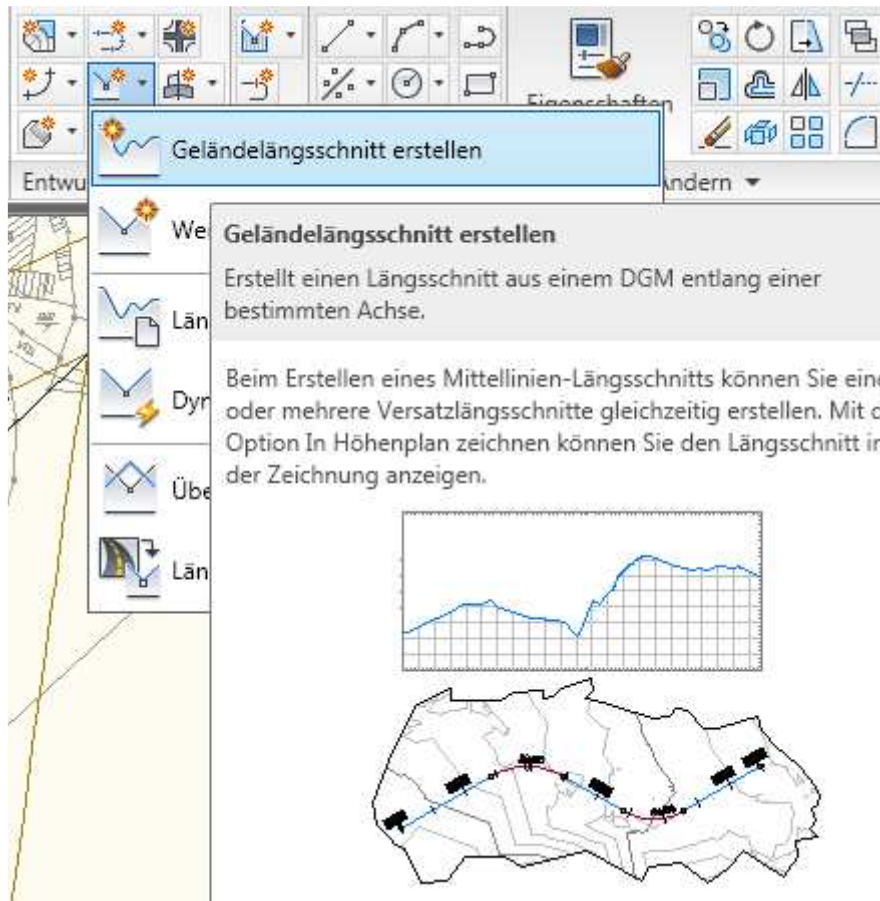 Eigenschaften
Geländelängsschnitt erstellen
Entwu
Ändern
We
Geländelängsschnitt erstellen
Erstellt einen Längsschnitt aus einem DGM entlang einer
bestimmten Achse.
Län
Dyn
Beim Erstellen eines Mittellinien-Längsschnitts können Sie eine
oder mehrere Versatzlängsschnitte gleichzeitig erstellen. Mit d
Option In Höhenplan zeichnen können Sie den Längsschnitt in
der Zeichnung anzeigen.
Übe
Län